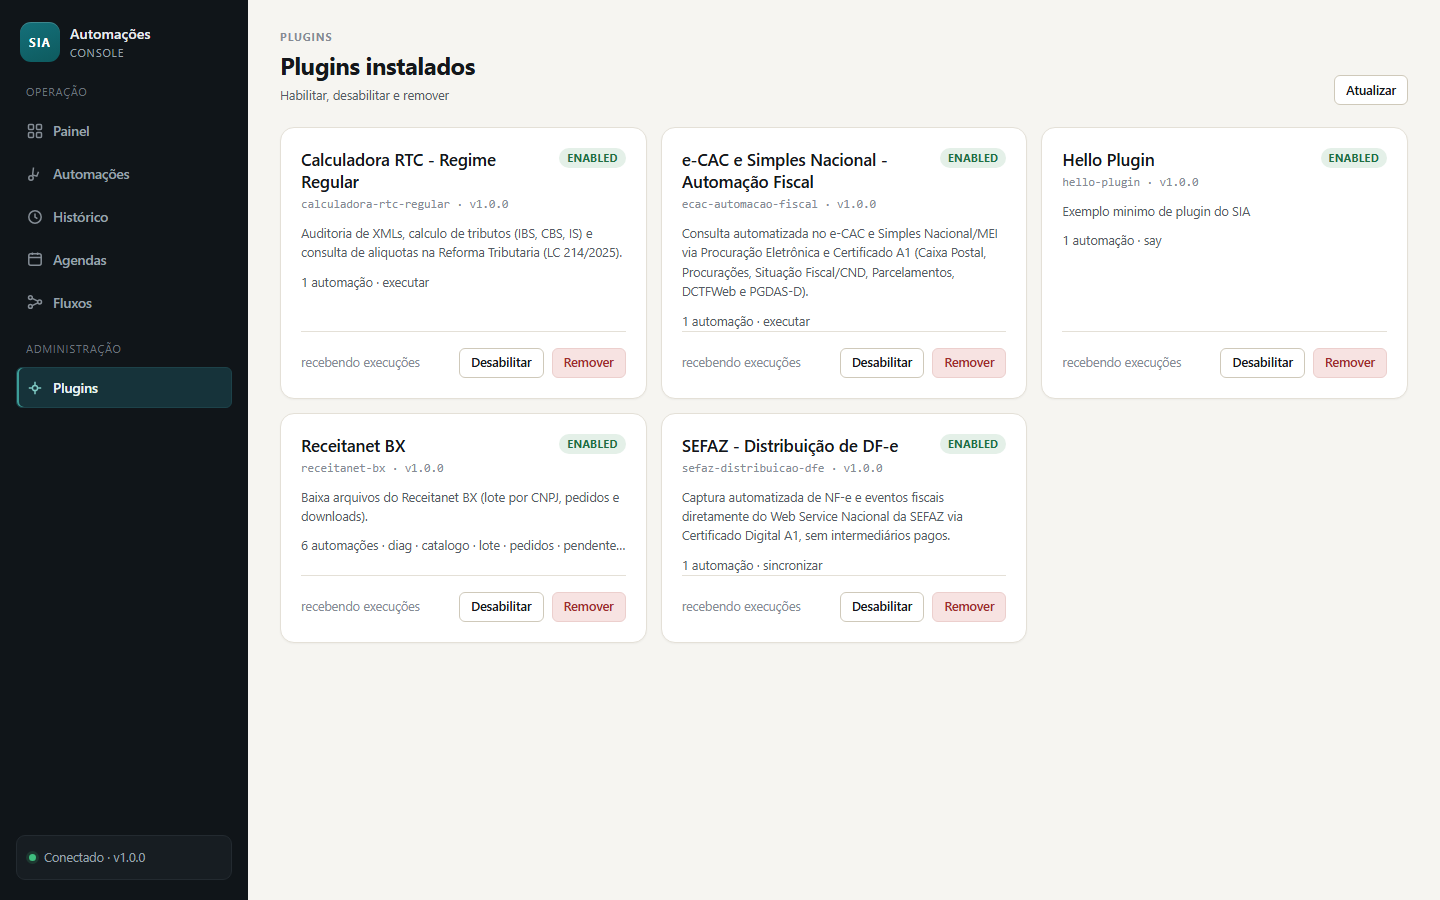 SIA
Automações
CONSOLE
OPERAÇÃO
Painel
Automações
Histórico
Agendas
Fluxos
ADMINISTRAÇÃO
Plugins
Conectado · v1.0.0
PLUGINS
Plugins instalados
Habilitar, desabilitar e remover
Atualizar
Calculadora RTC - Regime
Regular
ENABLED
calculadora-rtc-regular · v1.0.0
Auditoria de XMLs, calculo de tributos (IBS, CBS, IS) e
consulta de aliquotas na Reforma Tributaria (LC 214/2025).
1 automação · executar
recebendo execuções
Desabilitar
Remover
e-CAC e Simples Nacional -
Automação Fiscal
ENABLED
ecac-automacao-fiscal · v1.0.0
Consulta automatizada no e-CAC e Simples Nacional/MEI
via Procuração Eletrônica e Certificado A1 (Caixa Postal,
Procurações, Situação Fiscal/CND, Parcelamentos,
DCTFWeb e PGDAS-D).
1 automação · executar
recebendo execuções
Desabilitar
Remover
Hello Plugin
ENABLED
hello-plugin · v1.0.0
Exemplo minimo de plugin do SIA
1 automação · say
recebendo execuções
Desabilitar
Remover
Receitanet BX
ENABLED
receitanet-bx · v1.0.0
Baixa arquivos do Receitanet BX (lote por CNPJ, pedidos e
downloads).
6 automações · diag · catalogo · lote · pedidos · pendente...
recebendo execuções
Desabilitar
Remover
SEFAZ - Distribuição de DF-e
ENABLED
sefaz-distribuicao-dfe · v1.0.0
Captura automatizada de NF-e e eventos fiscais
diretamente do Web Service Nacional da SEFAZ via
Certificado Digital A1, sem intermediários pagos.
1 automação · sincronizar
recebendo execuções
Desabilitar
Remover